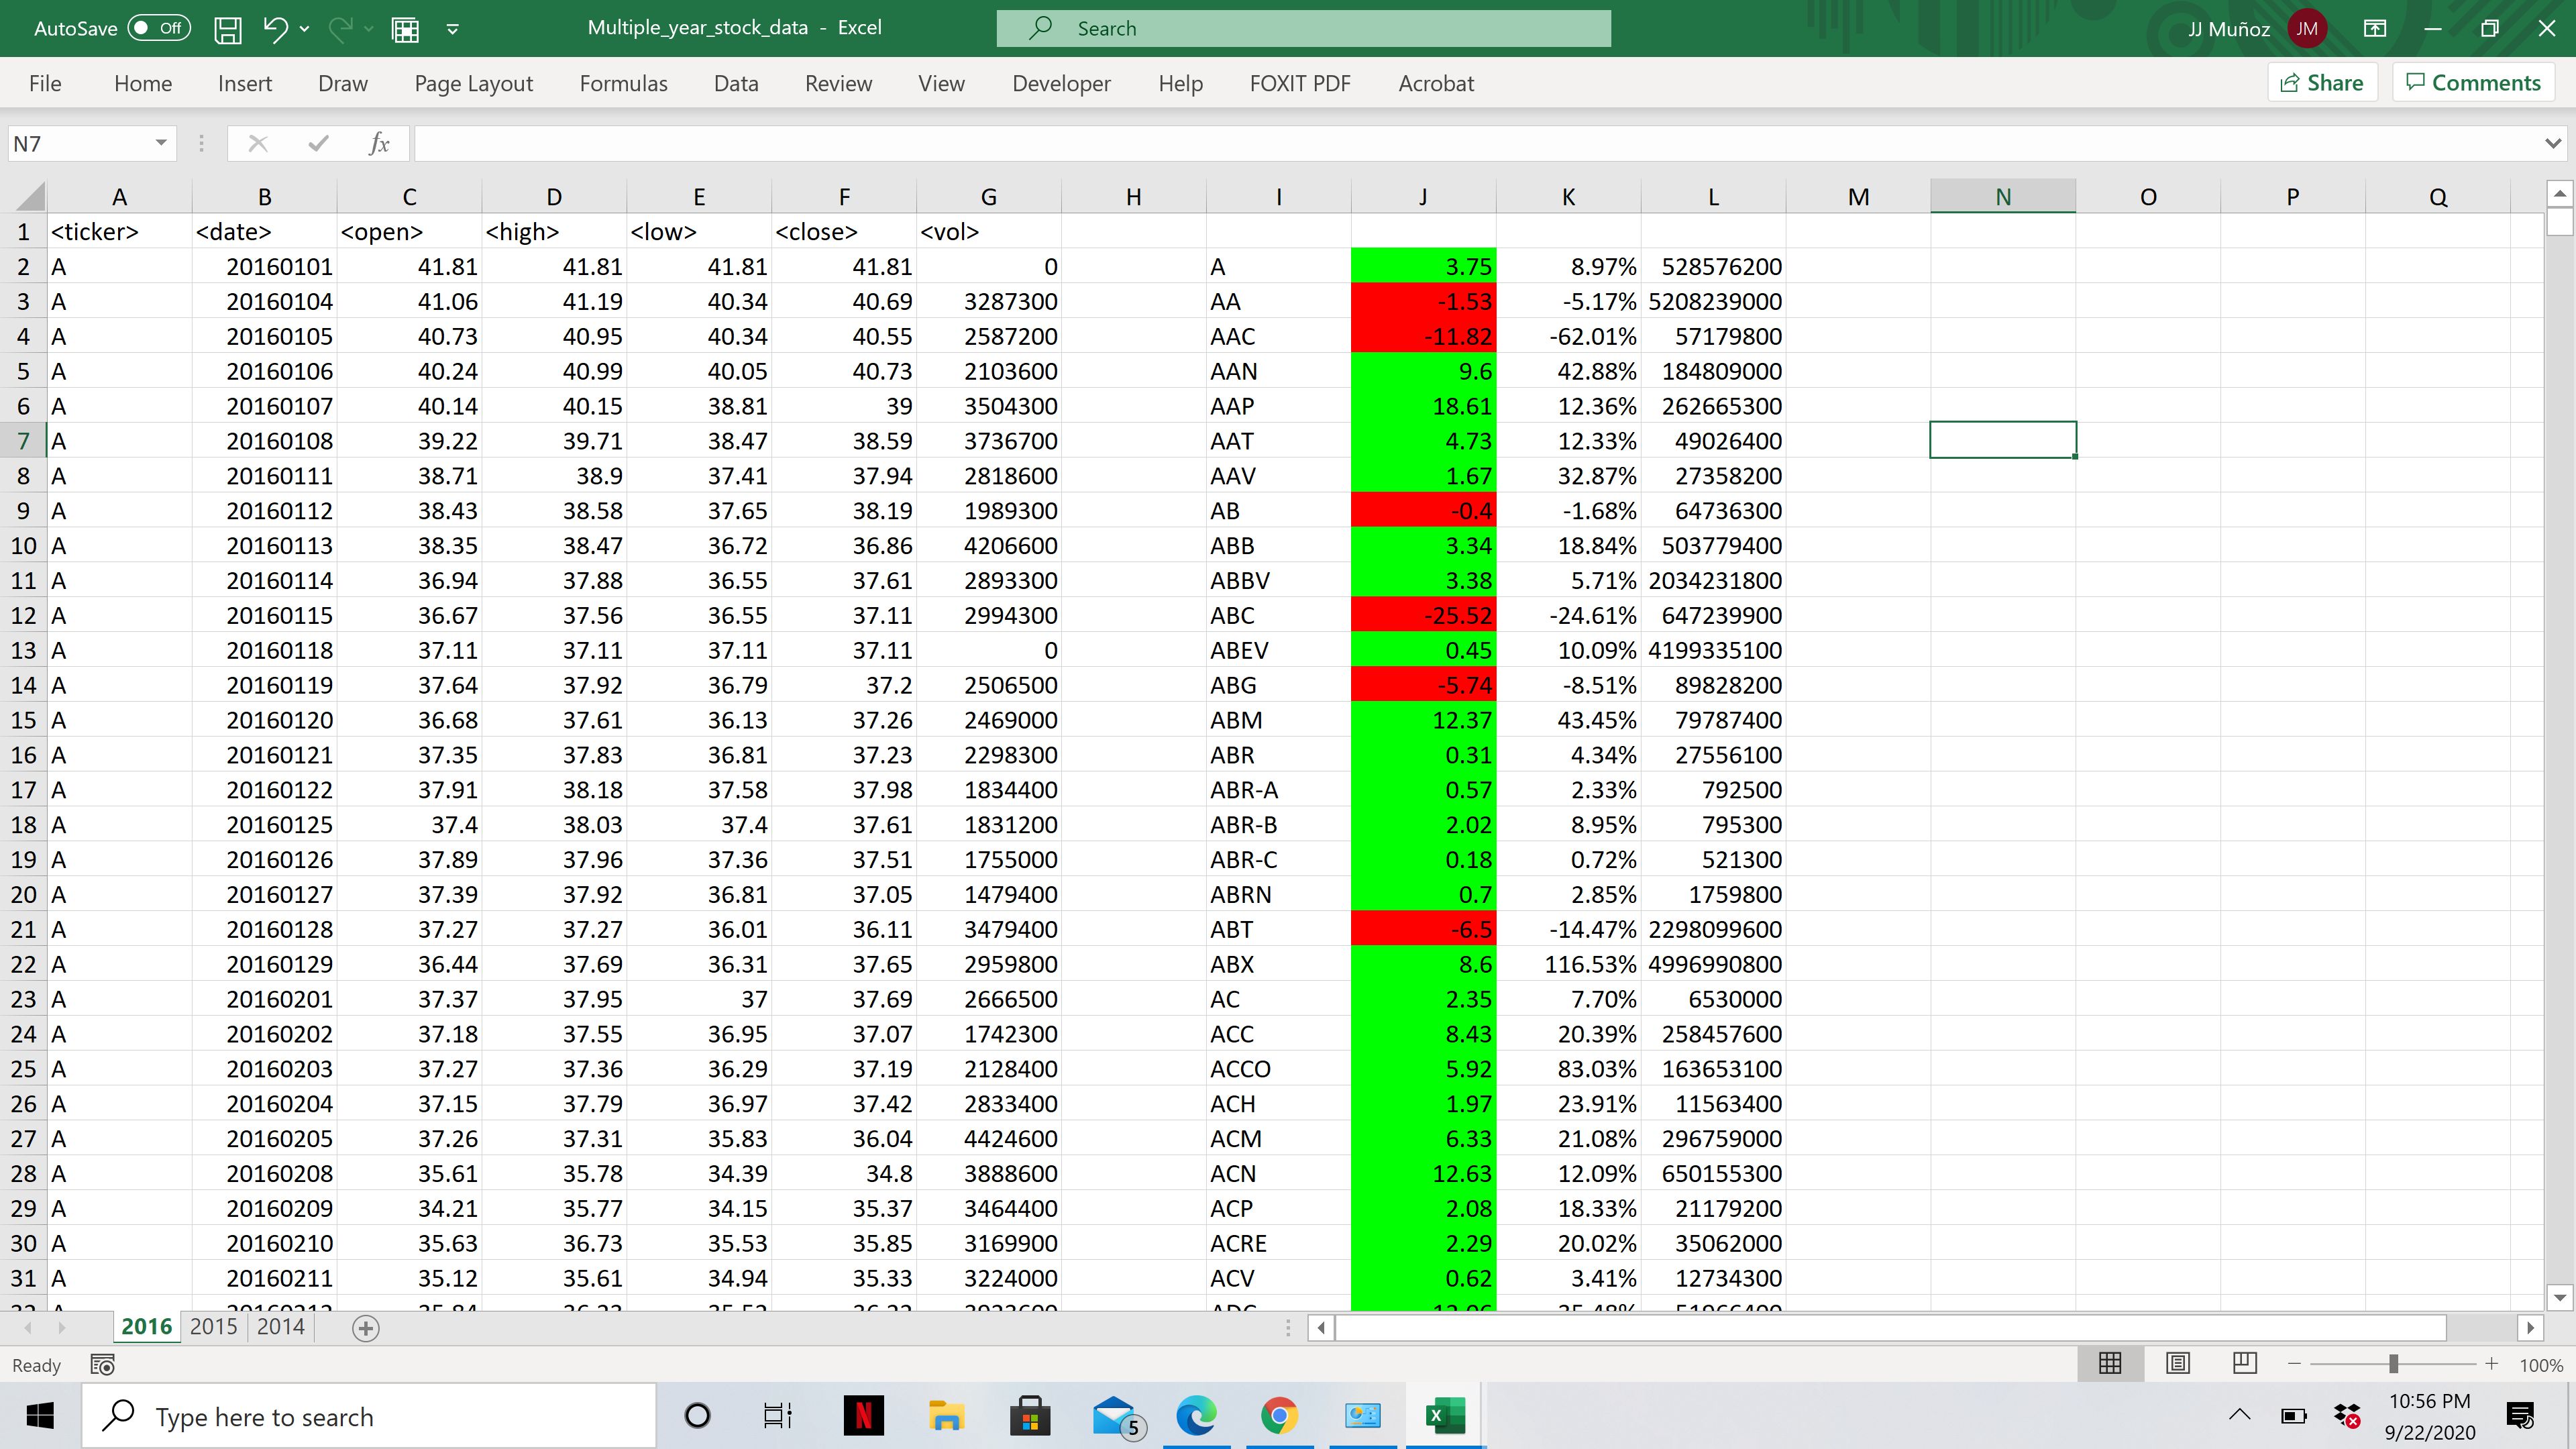 AutoSave Off Multiple_year_stock_data - Excel Search JJ Muñoz JM
File Home Insert Draw Page Layout Formulas Data Review View Developer Help FOXIT PDF Acrobat Share Comments
N7 fx
A B C D E F G H I J K L M N O P Q
1 <ticker> <date> <open> <high> <low> <close> <vol>
2 A 20160101 41.81 41.81 41.81 41.81 0 A 3.75 8.97% 528576200
3 A 20160104 41.06 41.19 40.34 40.69 3287300 AA -1.53 -5.17% 5208239000
4 A 20160105 40.73 40.95 40.34 40.55 2587200 AAC -11.82 -62.01% 57179800
5 A 20160106 40.24 40.99 40.05 40.73 2103600 AAN 9.6 42.88% 184809000
6 A 20160107 40.14 40.15 38.81 39 3504300 AAP 18.61 12.36% 262665300
7 A 20160108 39.22 39.71 38.47 38.59 3736700 AAT 4.73 12.33% 49026400
8 A 20160111 38.71 38.9 37.41 37.94 2818600 AAV 1.67 32.87% 27358200
9 A 20160112 38.43 38.58 37.65 38.19 1989300 AB -0.4 -1.68% 64736300
10 A 20160113 38.35 38.47 36.72 36.86 4206600 ABB 3.34 18.84% 503779400
11 A 20160114 36.94 37.88 36.55 37.61 2893300 ABBV 3.38 5.71% 2034231800
12 A 20160115 36.67 37.56 36.55 37.11 2994300 ABC -25.52 -24.61% 647239900
13 A 20160118 37.11 37.11 37.11 37.11 0 ABEV 0.45 10.09% 4199335100
14 A 20160119 37.64 37.92 36.79 37.2 2506500 ABG -5.74 -8.51% 89828200
15 A 20160120 36.68 37.61 36.13 37.26 2469000 ABM 12.37 43.45% 79787400
16 A 20160121 37.35 37.83 36.81 37.23 2298300 ABR 0.31 4.34% 27556100
17 A 20160122 37.91 38.18 37.58 37.98 1834400 ABR-A 0.57 2.33% 792500
18 A 20160125 37.4 38.03 37.4 37.61 1831200 ABR-B 2.02 8.95% 795300
19 A 20160126 37.89 37.96 37.36 37.51 1755000 ABR-C 0.18 0.72% 521300
20 A 20160127 37.39 37.92 36.81 37.05 1479400 ABRN 0.7 2.85% 1759800
21 A 20160128 37.27 37.27 36.01 36.11 3479400 ABT -6.5 -14.47% 2298099600
22 A 20160129 36.44 37.69 36.31 37.65 2959800 ABX 8.6 116.53% 4996990800
23 A 20160201 37.37 37.95 37 37.69 2666500 AC 2.35 7.70% 6530000
24 A 20160202 37.18 37.55 36.95 37.07 1742300 ACC 8.43 20.39% 258457600
25 A 20160203 37.27 37.36 36.29 37.19 2128400 ACCO 5.92 83.03% 163653100
26 A 20160204 37.15 37.79 36.97 37.42 2833400 ACH 1.97 23.91% 11563400
27 A 20160205 37.26 37.31 35.83 36.04 4424600 ACM 6.33 21.08% 296759000
28 A 20160208 35.61 35.78 34.39 34.8 3888600 ACN 12.63 12.09% 650155300
29 A 20160209 34.21 35.77 34.15 35.37 3464400 ACP 2.08 18.33% 21179200
30 A 20160210 35.63 36.73 35.53 35.85 3169900 ACRE 2.29 20.02% 35062000
31 A 20160211 35.12 35.61 34.94 35.33 3224000 ACV 0.62 3.41% 12734300
2016 2015 2014
Ready 100%
Type here to search 5 10:56 PM
9/22/2020